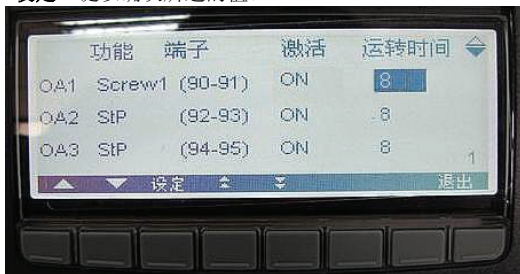 功能 端子 激活 运转时间
OA1 Screw1 (90-91) ON 8
OA2 StP (92-93) ON 8
OA3 StP (94-95) ON 8
1
设定 退出